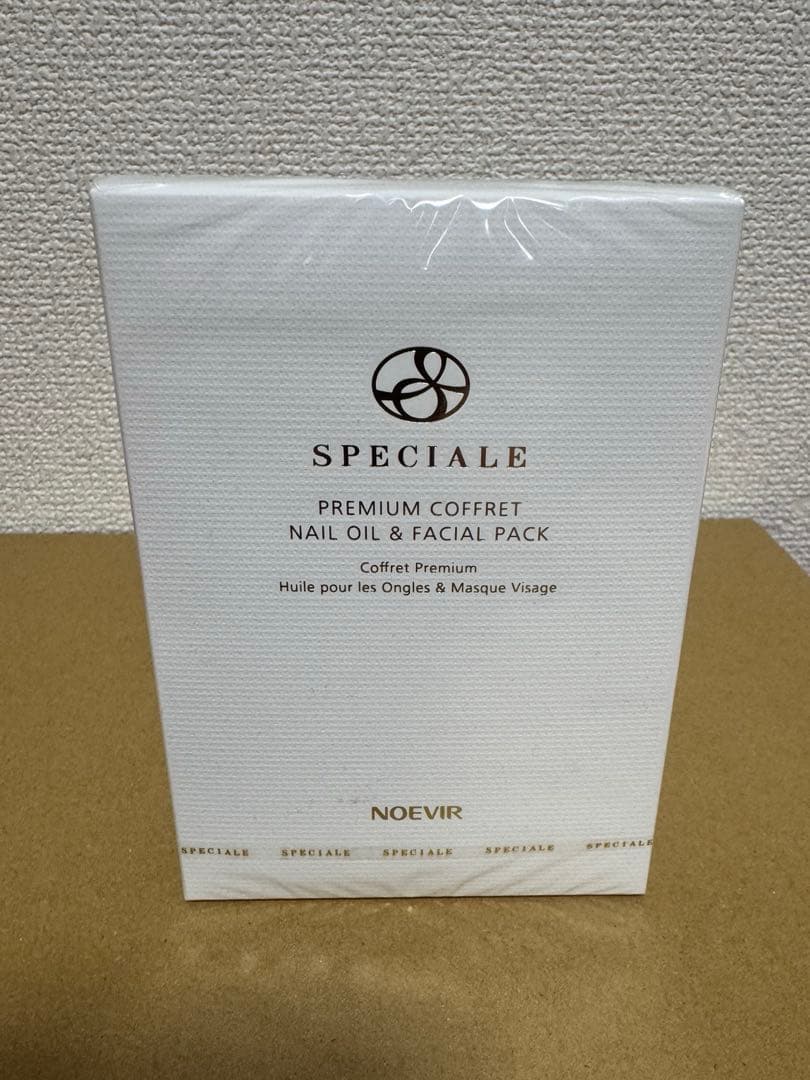 SPECIALE
PREMIUM COFFRET
NAIL OIL & FACIAL PACK
Coffret Premium
Huile pour les Ongles & Masque Visage
NOEVIR
SPECIALE SPECIALE SPECIALE SPECIALE SPECIALE